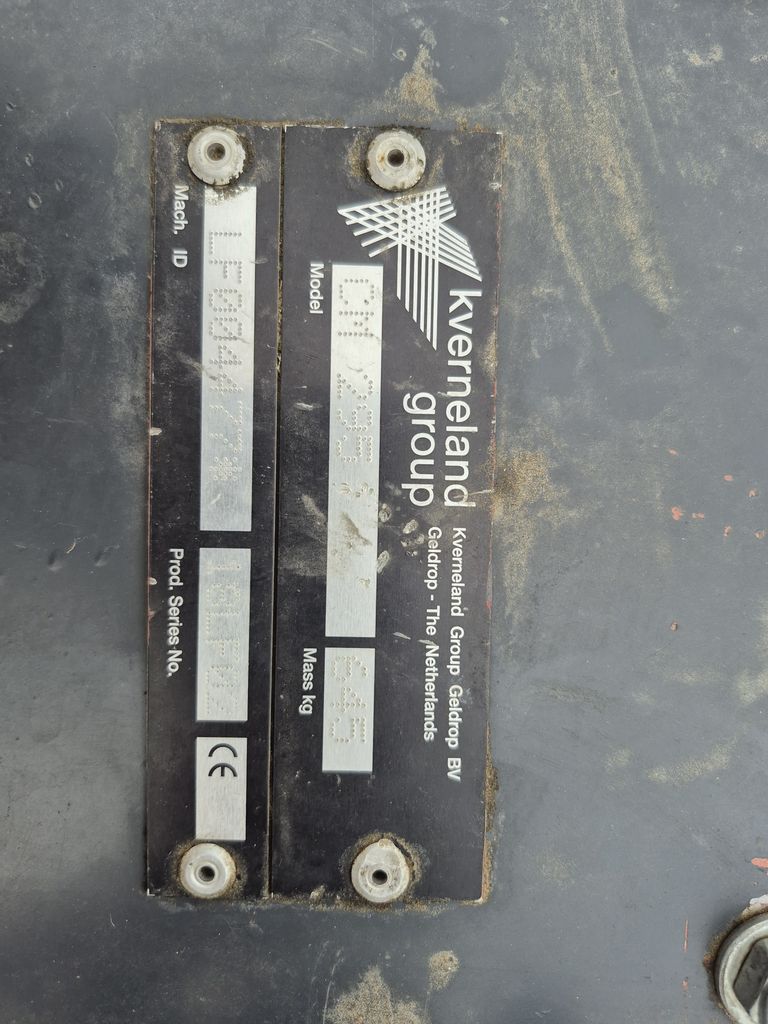 kverneland
group
Kverneland Group Geldrop BV
Geldrop - The Netherlands
CM 295
645
Model
Mass kg
LF004477*
CE
Mach. ID
Prod. Series No.